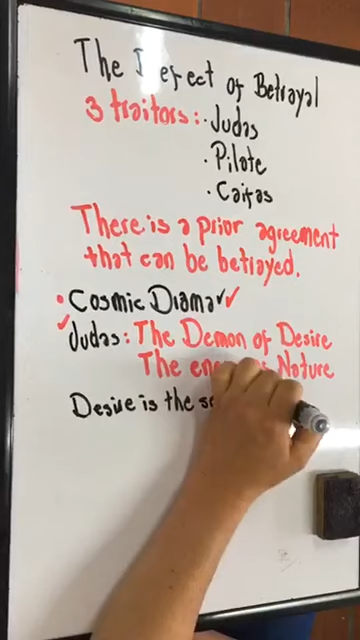 The Defect of Betrayal
3 traitors: • Judas
• Pilate
• Caifas
There is a prior agreement
that can be betrayed.
• Cosmic Drama ✓
✓ Judas: The Demon of Desire
The Nature
Desire is the